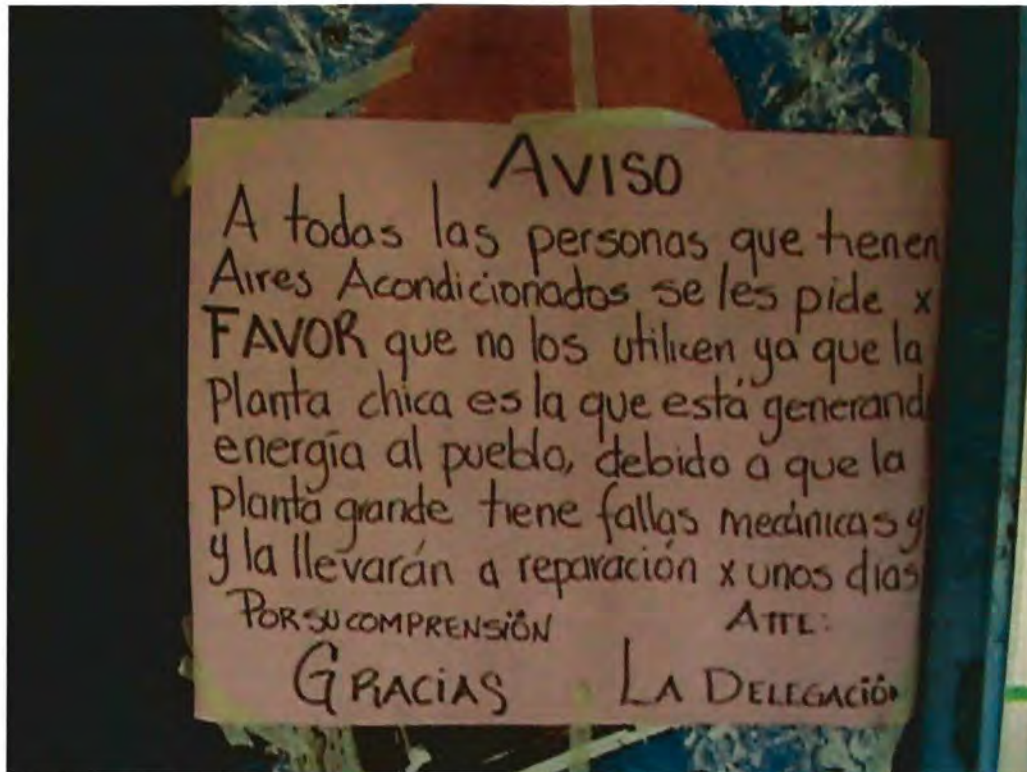 AVISO
A todas las personas que tienen
Aires Acondicionados se les pide x
FAVOR que no los utilicen ya que la
Planta chica es la que está generand
energía al pueblo, debido a que la
Planta grande tiene fallas mecánicas y
y la llevarán a reparación x unos dias
POR SU COMPRENSIÓN ATTE:
GRACIAS LA DELEGACIÓN